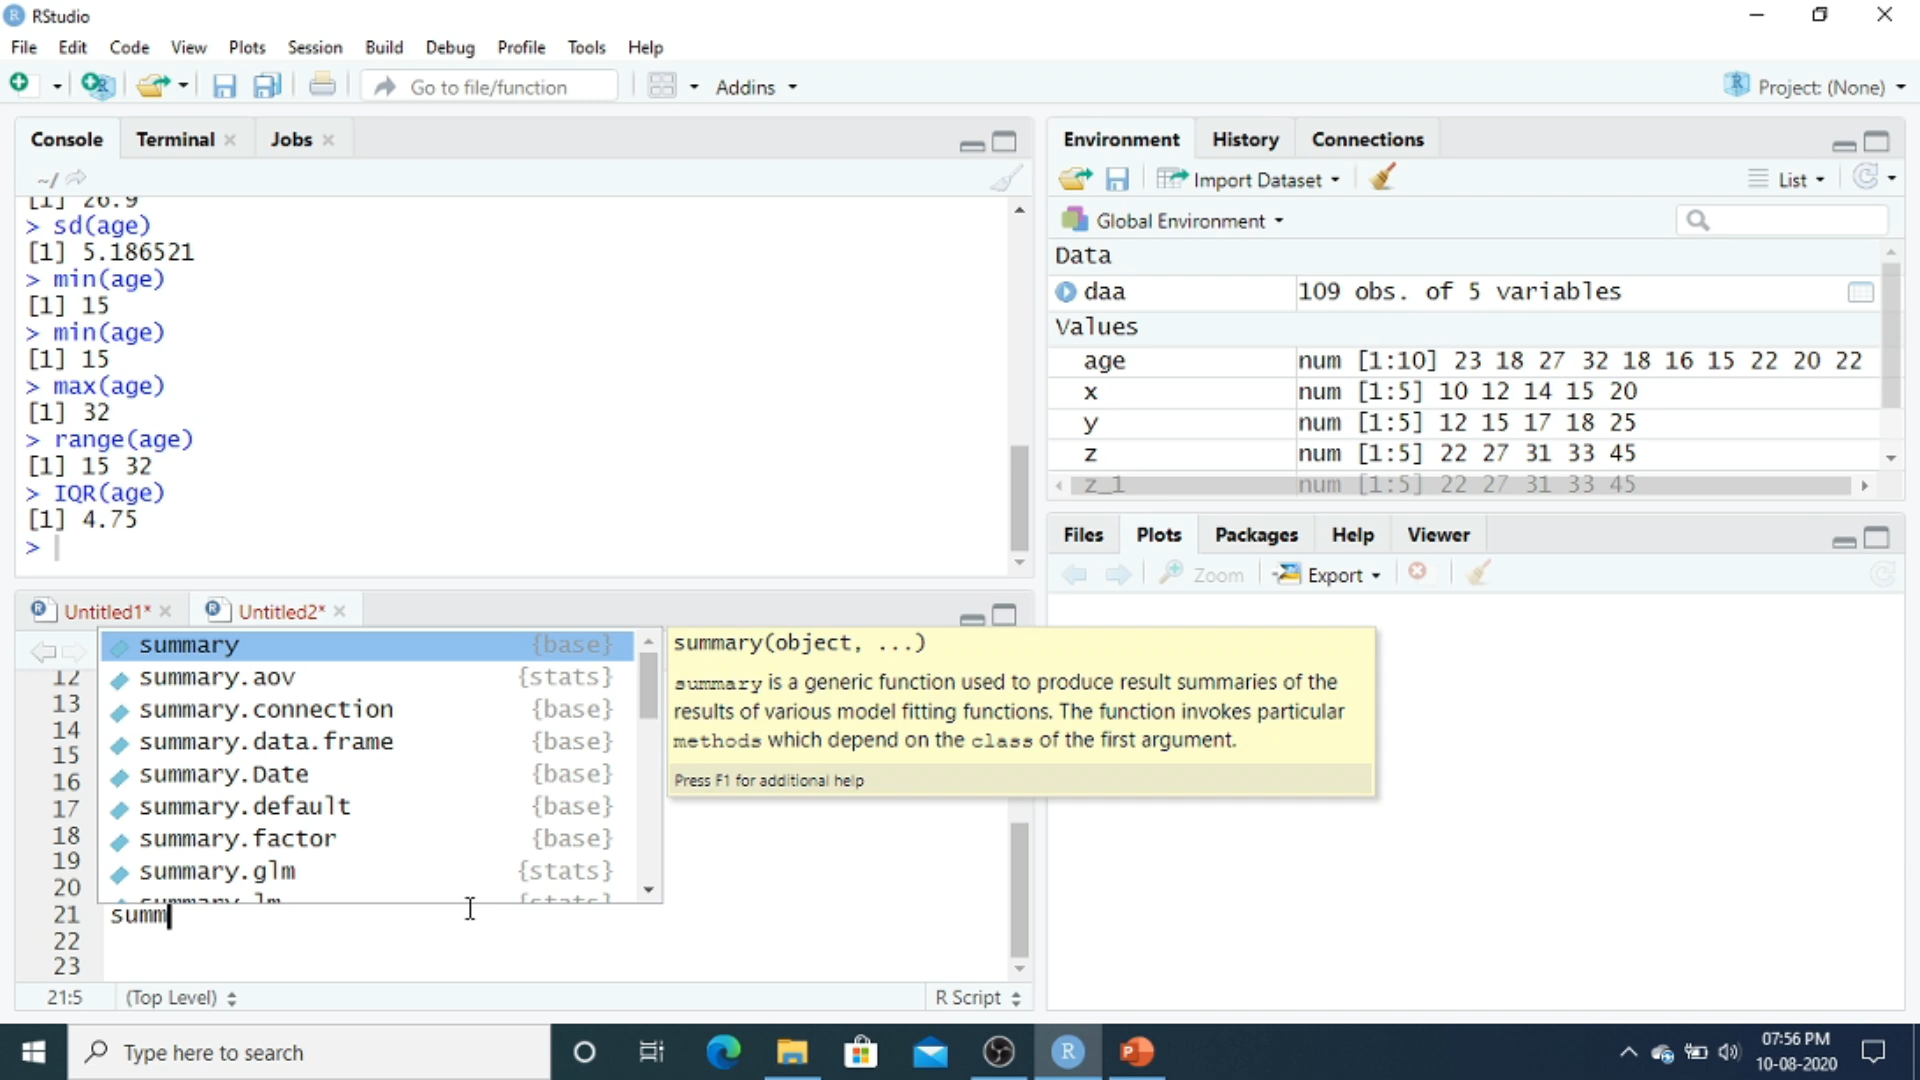 RStudio
File Edit Code View Plots Session Build Debug Profile Tools Help
Go to file/function Addins Project: (None)
Console Terminal Jobs
~/
[1] 26.9
> sd(age)
[1] 5.186521
> min(age)
[1] 15
> min(age)
[1] 15
> max(age)
[1] 32
> range(age)
[1] 15 32
> IQR(age)
[1] 4.75
>
Environment History Connections
Import Dataset List
Global Environment
Data
daa 109 obs. of 5 variables
Values
age num [1:10] 23 18 27 32 18 16 15 22 20 22
x num [1:5] 10 12 14 15 20
y num [1:5] 12 15 17 18 25
z num [1:5] 22 27 31 33 45
z_1 num [1:5] 22 27 31 33 45
Files Plots Packages Help Viewer
Zoom Export
Untitled1* Untitled2*
summary {base}
summary.aov {stats}
summary.connection {base}
summary.data.frame {base}
summary.Date {base}
summary.default {base}
summary.factor {base}
summary.glm {stats}
summary.lm {stats}
summary(object, ...)
summary is a generic function used to produce result summaries of the
results of various model fitting functions. The function invokes particular
methods which depend on the class of the first argument.
Press F1 for additional help
12
13
14
15
16
17
18
19
20
21 summ
22
23
21:5 (Top Level) R Script
Type here to search
07:56 PM
10-08-2020